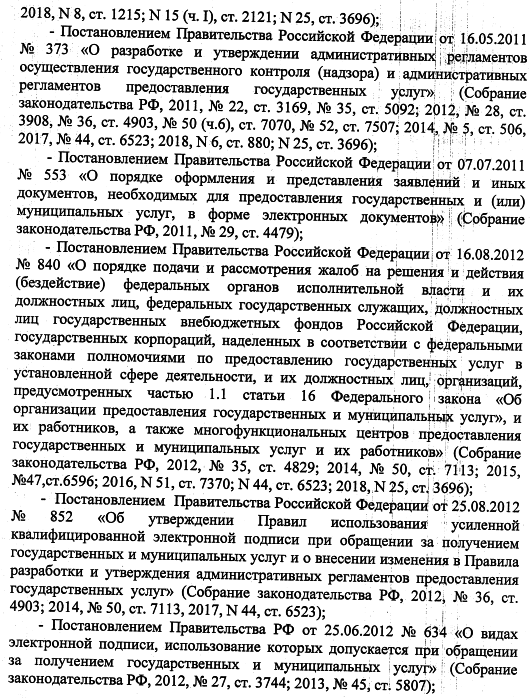 2018, N 8, ст. 1215; N 15 (ч. I), ст. 2121; N 25, ст. 3696);
- Постановлением Правительства Российской Федерации от 16.05.2011
№ 373 «О разработке и утверждении административных регламентов
осуществления государственного контроля (надзора) и административных
регламентов предоставления государственных услуг» (Собрание
законодательства РФ, 2011, № 22, ст. 3169, № 35, ст. 5092; 2012, № 28, ст.
3908, № 36, ст. 4903, № 50 (ч.6), ст. 7070, № 52, ст. 7507; 2014, № 5, ст. 506,
2017, № 44, ст. 6523; 2018, N 6, ст. 880; N 25, ст. 3696);
- Постановлением Правительства Российской Федерации от 07.07.2011
№ 553 «О порядке оформления и представления заявлений и иных
документов, необходимых для предоставления государственных и (или)
муниципальных услуг, в форме электронных документов» (Собрание
законодательства РФ, 2011, № 29, ст. 4479);
- Постановлением Правительства Российской Федерации от 16.08.2012
№ 840 «О порядке подачи и рассмотрения жалоб на решения и действия
(бездействие) федеральных органов исполнительной власти и их
должностных лиц, федеральных государственных служащих, должностных
лиц государственных внебюджетных фондов Российской Федерации,
государственных корпораций, наделенных в соответствии с федеральными
законами полномочиями по предоставлению государственных услуг в
установленной сфере деятельности, и их должностных лиц, организаций,
предусмотренных частью 1.1 статьи 16 Федерального закона «Об
организации предоставления государственных и муниципальных услуг», и
их работников, а также многофункциональных центров предоставления
государственных и муниципальных услуг и их работников» (Собрание
законодательства РФ, 2012, № 35, ст. 4829; 2014, № 50, ст. 7113; 2015,
№47,ст.6596; 2016, N 51, ст. 7370; N 44, ст. 6523; 2018, N 25, ст. 3696);
- Постановлением Правительства Российской Федерации от 25.08.2012
№ 852 «Об утверждении Правил использования усиленной
квалифицированной электронной подписи при обращении за получением
государственных и муниципальных услуг и о внесении изменения в Правила
разработки и утверждения административных регламентов предоставления
государственных услуг» (Собрание законодательства РФ, 2012, № 36, ст.
4903; 2014, № 50, ст. 7113, 2017, N 44, ст. 6523);
- Постановлением Правительства РФ от 25.06.2012 № 634 «О видах
электронной подписи, использование которых допускается при обращении
за получением государственных и муниципальных услуг» (Собрание
законодательства РФ, 2012, № 27, ст. 3744; 2013, № 45, ст. 5807);